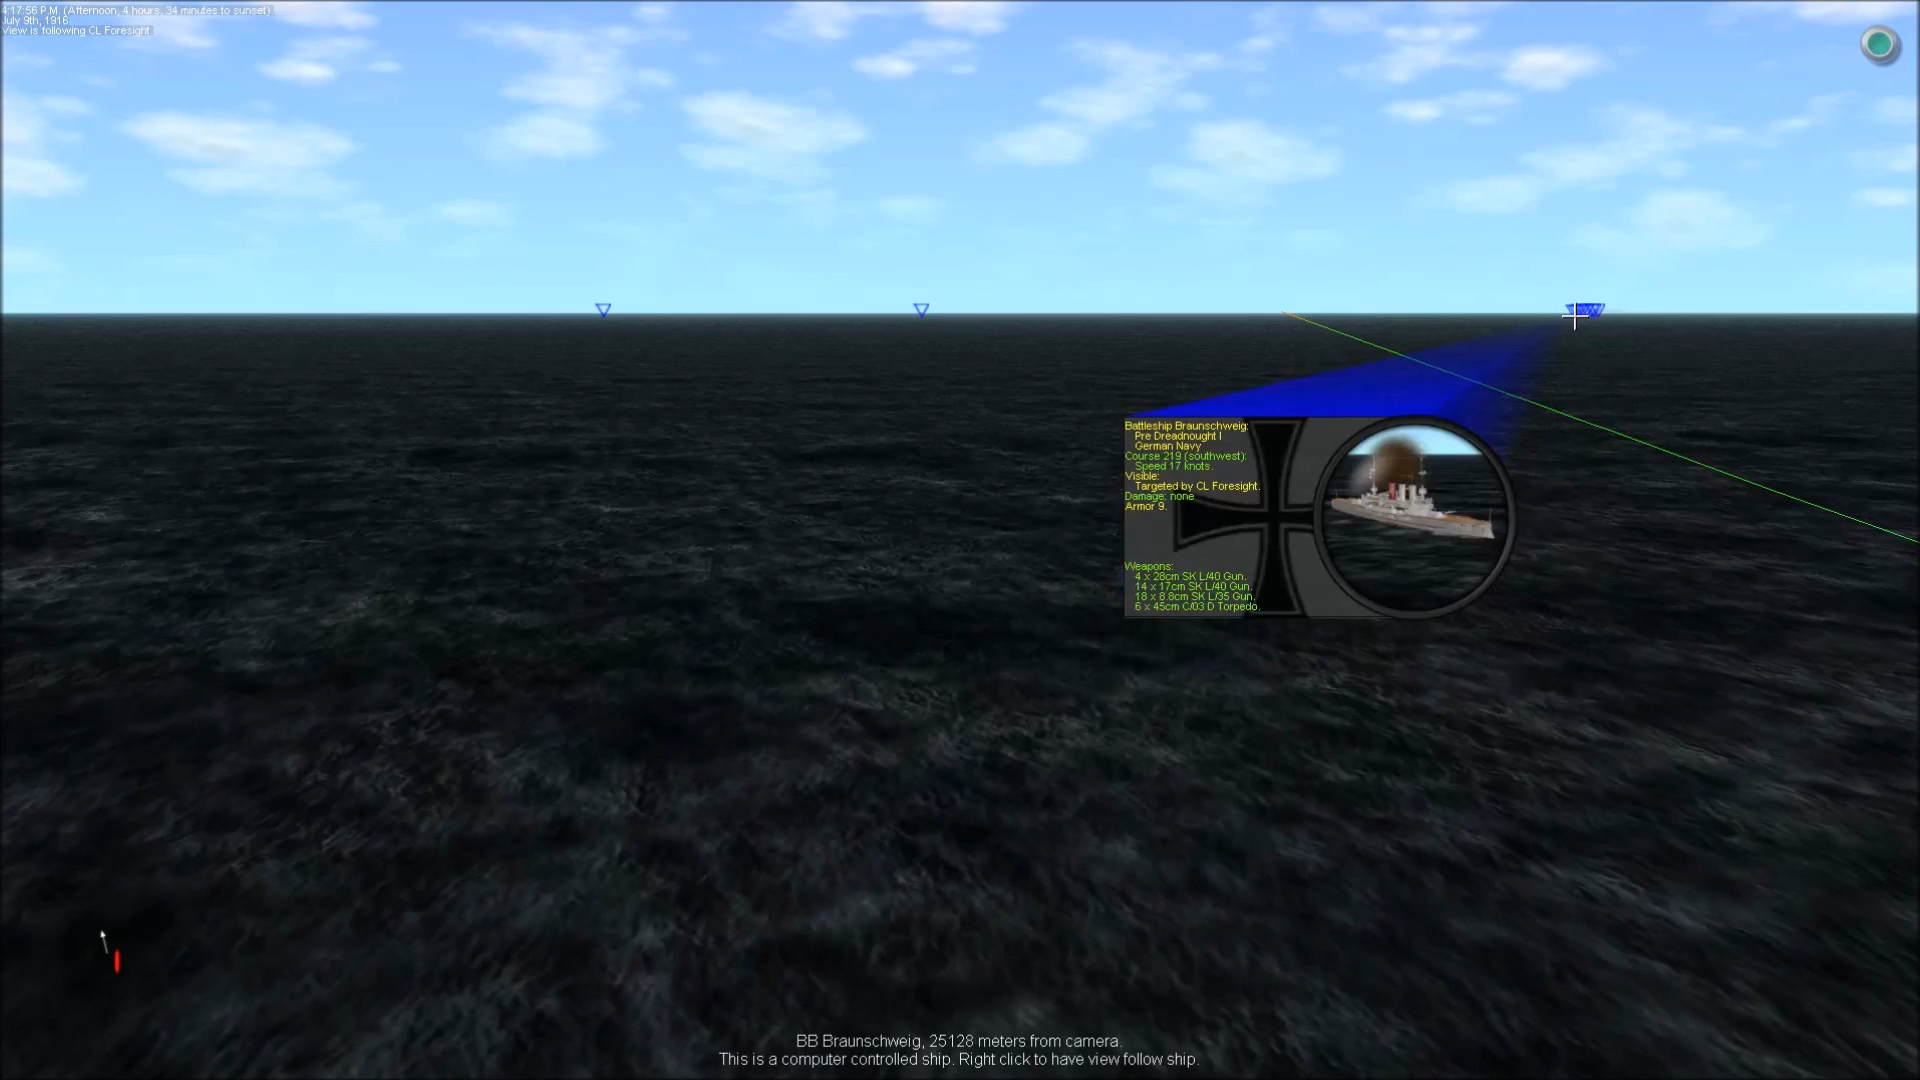 4:17:56 P.M. (Afternoon, 4 hours, 34 minutes to sunset)
July 9th, 1916
View is following CL Foresight.
Battleship Braunschweig:
Pre Dreadnought I
German Navy
Course 219 (southwest):
Speed 17 knots.
Visible:
Targeted by CL Foresight.
Damage: none
Armor 9.
Weapons:
4 x 28cm SK L/40 Gun.
14 x 17cm SK L/40 Gun.
18 x 8.8cm SK L/35 Gun.
6 x 45cm C/03 D Torpedo.
BB Braunschweig, 25128 meters from camera.
This is a computer controlled ship. Right click to have view follow ship.